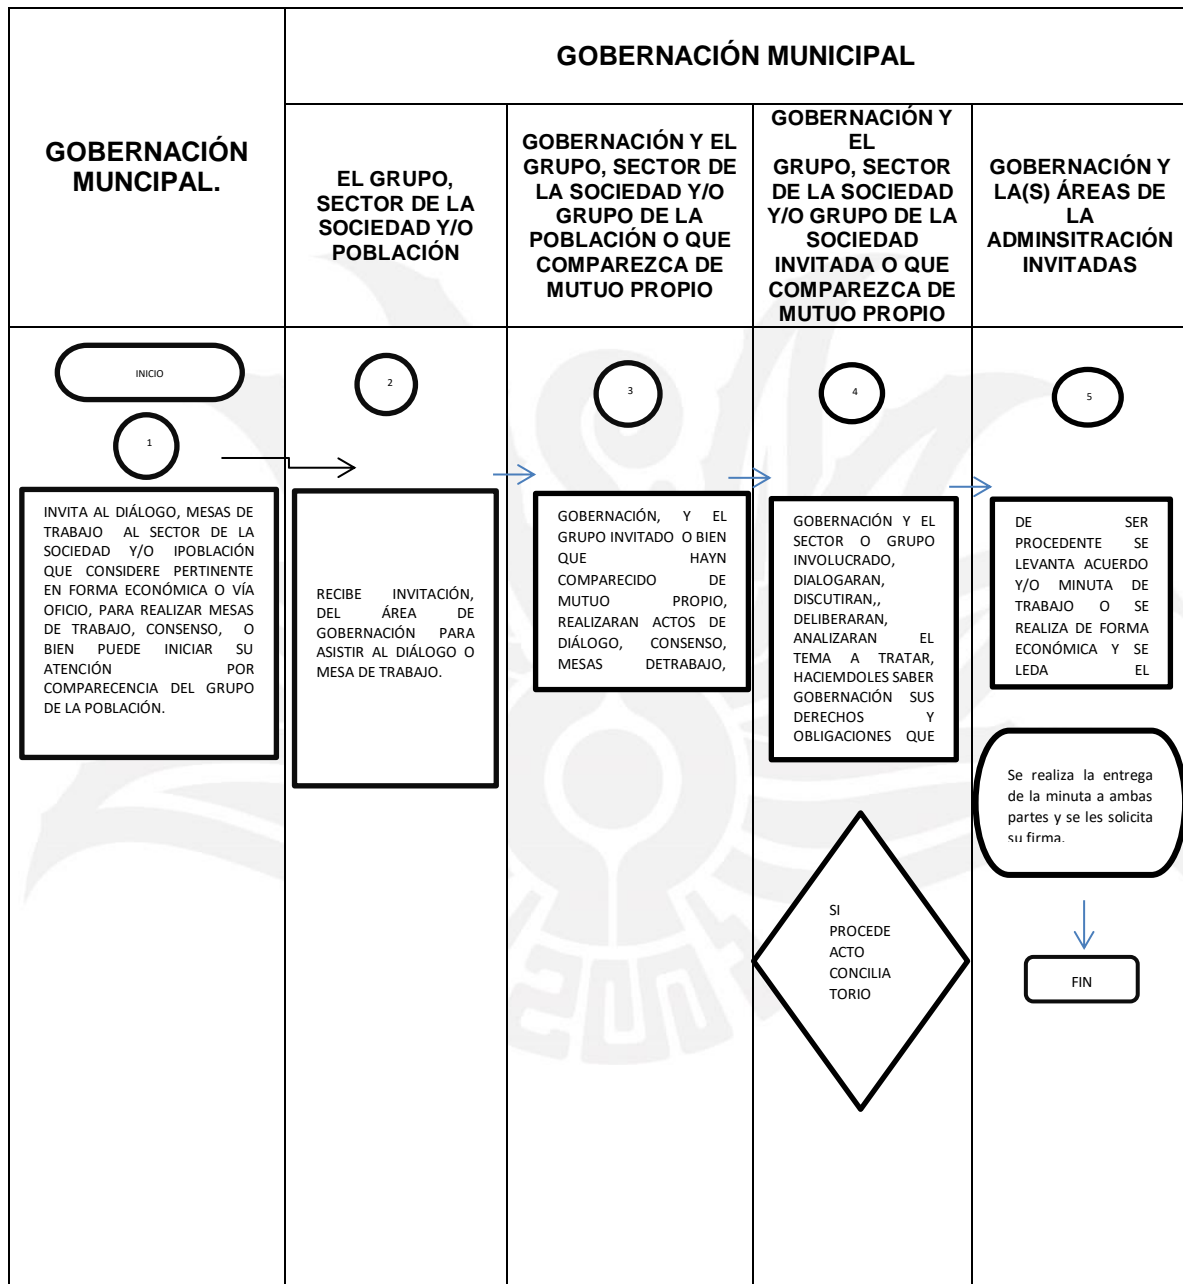 GOBERNACIÓN
MUNCIPAL.
GOBERNACIÓN MUNICIPAL
EL GRUPO,
SECTOR DE LA
SOCIEDAD Y/O
POBLACIÓN
GOBERNACIÓN Y EL
GRUPO, SECTOR DE
LA SOCIEDAD Y/O
GRUPO DE LA
POBLACIÓN O QUE
COMPAREZCA DE
MUTUO PROPIO
GOBERNACIÓN Y
EL
GRUPO, SECTOR
DE LA SOCIEDAD
Y/O GRUPO DE LA
SOCIEDAD
INVITADA O QUE
COMPAREZCA DE
MUTUO PROPIO
GOBERNACIÓN Y
LA(S) ÁREAS DE
LA
ADMINSITRACIÓN
INVITADAS
INICIO
1
INVITA AL DIÁLOGO, MESAS DE
TRABAJO AL SECTOR DE LA
SOCIEDAD Y/O IPOBLACIÓN
QUE CONSIDERE PERTINENTE
EN FORMA ECONÓMICA O VÍA
OFICIO, PARA REALIZAR MESAS
DE TRABAJO, CONSENSO, O
BIEN PUEDE INICIAR SU
ATENCIÓN POR
COMPARECENCIA DEL GRUPO
DE LA POBLACIÓN.
2
RECIBE INVITACIÓN,
DEL ÁREA DE
GOBERNACIÓN PARA
ASISTIR AL DIÁLOGO O
MESA DE TRABAJO.
3
GOBERNACIÓN, Y EL
GRUPO INVITADO O BIEN
QUE HAYN
COMPARECIDO DE
MUTUO PROPIO,
REALIZARAN ACTOS DE
DIÁLOGO, CONSENSO,
MESAS DETRABAJO,
4
GOBERNACIÓN Y EL
SECTOR O GRUPO
INVOLUCRADO,
DIALOGARAN,
DISCUTIRAN,,
DELIBERARAN,
ANALIZARAN EL
TEMA A TRATAR,
HACIEMDOLES SABER
GOBERNACIÓN SUS
DERECHOS Y
OBLIGACIONES QUE
SI
PROCEDE
ACTO
CONCILIA
TORIO
5
DE SER
PROCEDENTE SE
LEVANTA ACUERDO
Y/O MINUTA DE
TRABAJO O SE
REALIZA DE FORMA
ECONÓMICA Y SE
LEDA EL
Se realiza la entrega
de la minuta a ambas
partes y se les solicita
su firma.
FIN